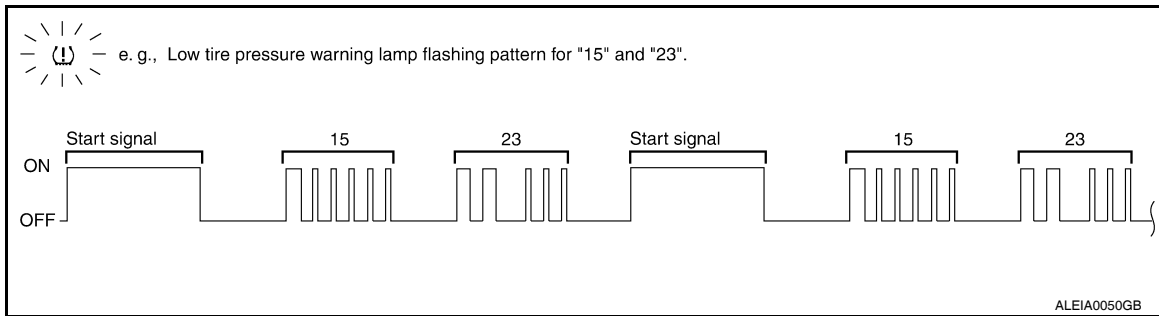 e. g., Low tire pressure warning lamp flashing pattern for "15" and "23".
Start signal 15 23 Start signal 15 23
ON
OFF
ALEIA0050GB